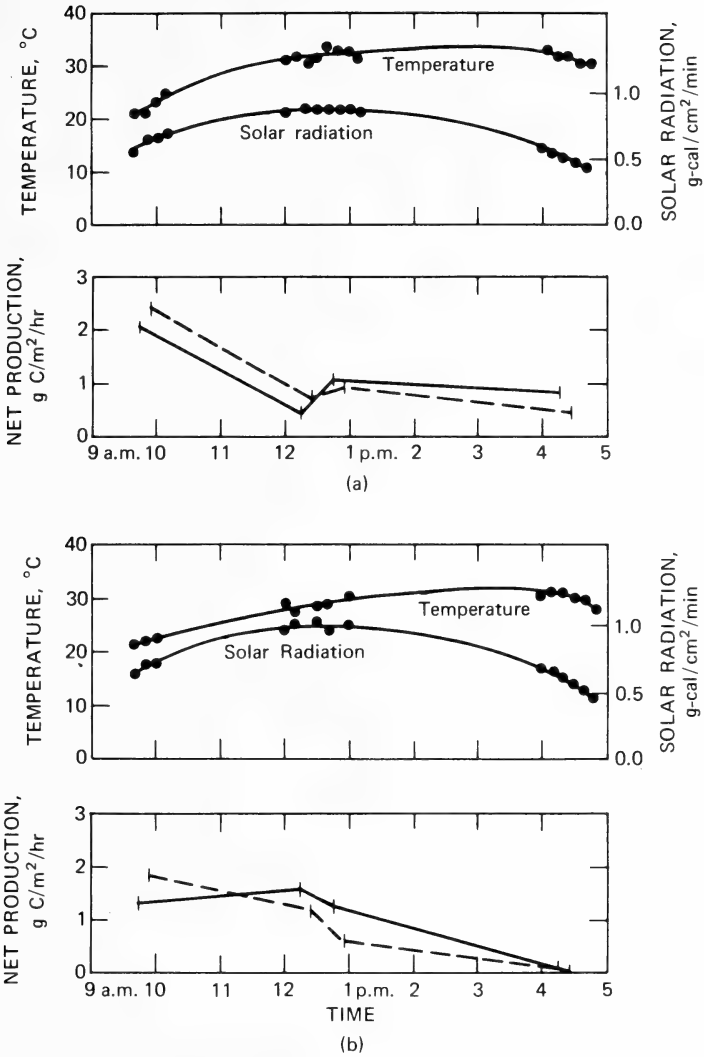 TEMPERATURE, °C
40
30
20
10
0
Temperature
Solar radiation
1.0
0.5
0.0
SOLAR RADIATION,
g-cal/cm²/min
NET PRODUCTION,
g C/m²/hr
3
2
1
0
9 a.m. 10 11 12 1 p.m. 2 3 4 5
(a)
TEMPERATURE, °C
40
30
20
10
0
Temperature
Solar Radiation
1.0
0.5
0.0
SOLAR RADIATION,
g-cal/cm²/min
NET PRODUCTION,
g C/m²/hr
3
2
1
0
9 a.m. 10 11 12 1 p.m. 2 3 4 5
TIME
(b)